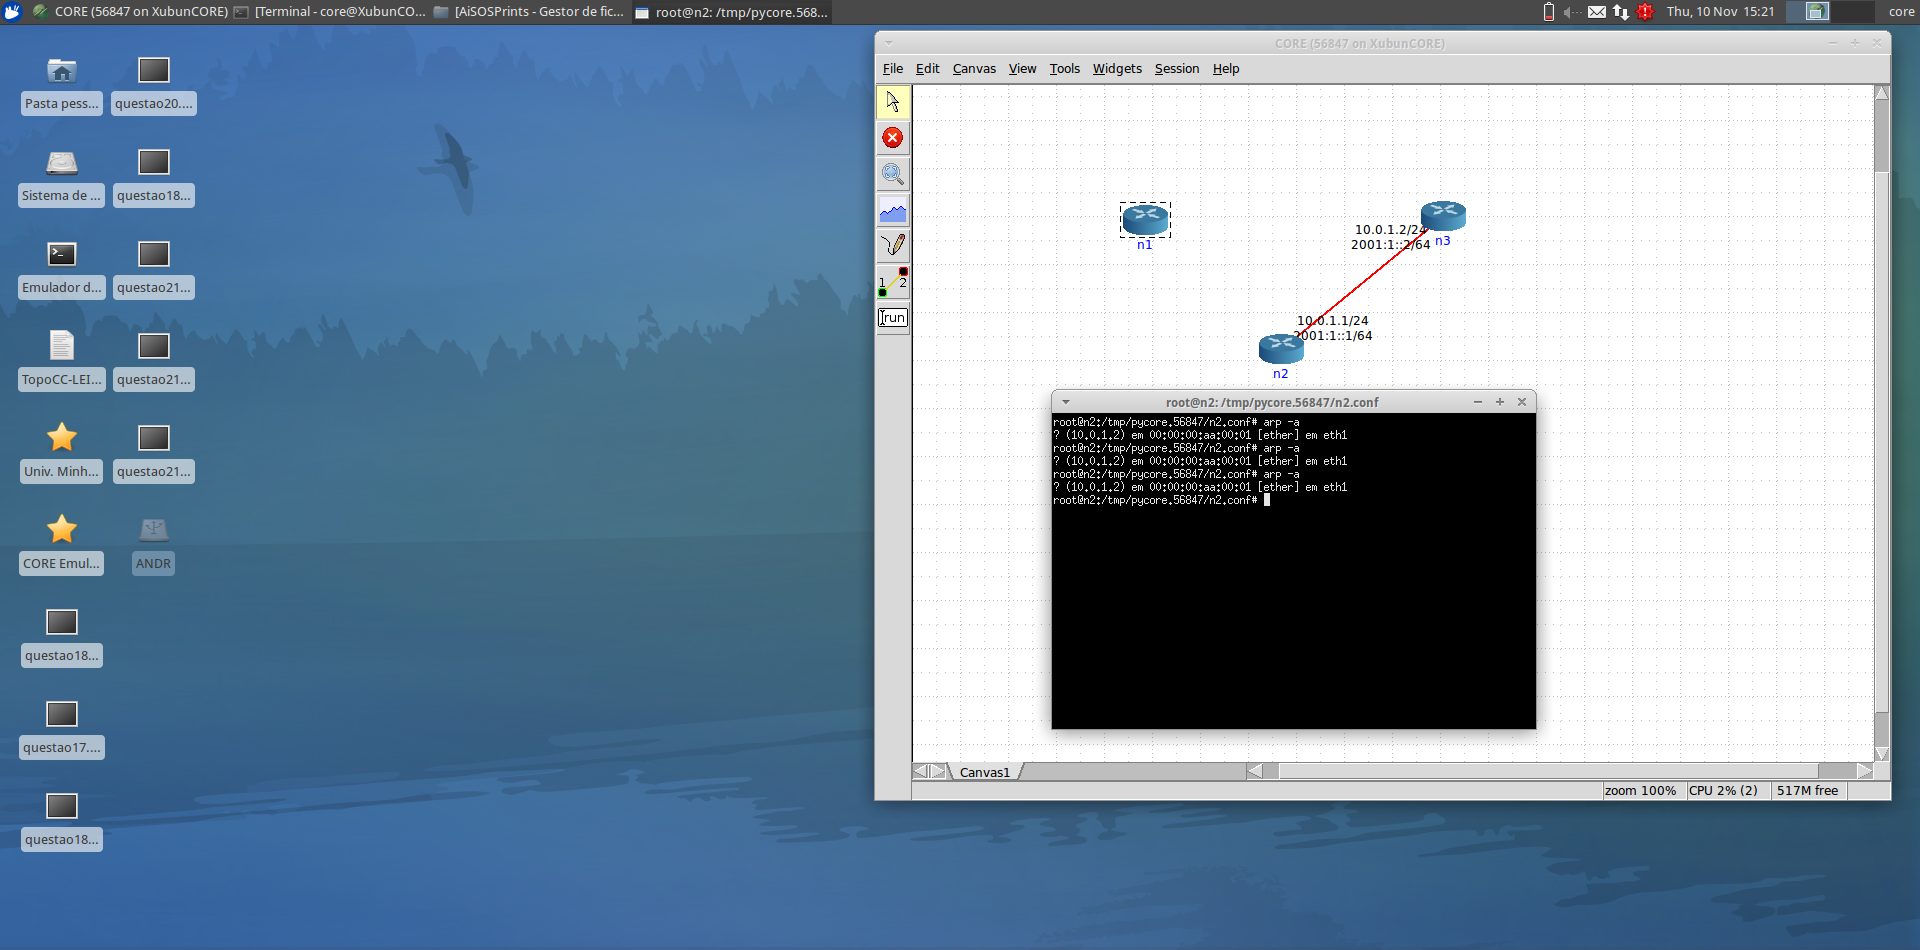 CORE (56847 on XubunCORE)
[Terminal - core@XubunCO...
[AiSOSPrints - Gestor de fic...
root@n2: /tmp/pycore.568...
Thu, 10 Nov 15:21
core
Pasta pess...
questao20....
Sistema de ...
questao18...
Emulador d...
questao21...
TopoCC-LEI...
questao21...
Univ. Minh...
questao21...
CORE Emul...
ANDR
questao18...
questao17....
questao18...
CORE (56847 on XubunCORE)
File Edit Canvas View Tools Widgets Session Help
1 2
run
n1
10.0.1.2/24
2001:1::2/64
n3
10.0.1.1/24
2001:1::1/64
n2
root@n2: /tmp/pycore.56847/n2.conf
root@n2:/tmp/pycore.56847/n2.conf# arp -a
? (10.0.1.2) em 00:00:00:aa:00:01 [ether] em eth1
root@n2:/tmp/pycore.56847/n2.conf# arp -a
? (10.0.1.2) em 00:00:00:aa:00:01 [ether] em eth1
root@n2:/tmp/pycore.56847/n2.conf# arp -a
? (10.0.1.2) em 00:00:00:aa:00:01 [ether] em eth1
root@n2:/tmp/pycore.56847/n2.conf#
Canvas1
zoom 100% CPU 2% (2) 517M free